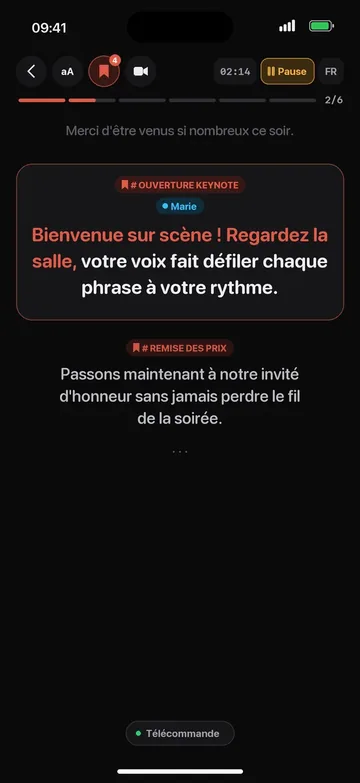 09:41
aA
4
02:14
Pause
FR
2/6
Merci d'être venus si nombreux ce soir.
# OUVERTURE KEYNOTE
Marie
Bienvenue sur scène ! Regardez la
salle, votre voix fait défiler chaque
phrase à votre rythme.
# REMISE DES PRIX
Passons maintenant à notre invité
d'honneur sans jamais perdre le fil
de la soirée.
...
Télécommande